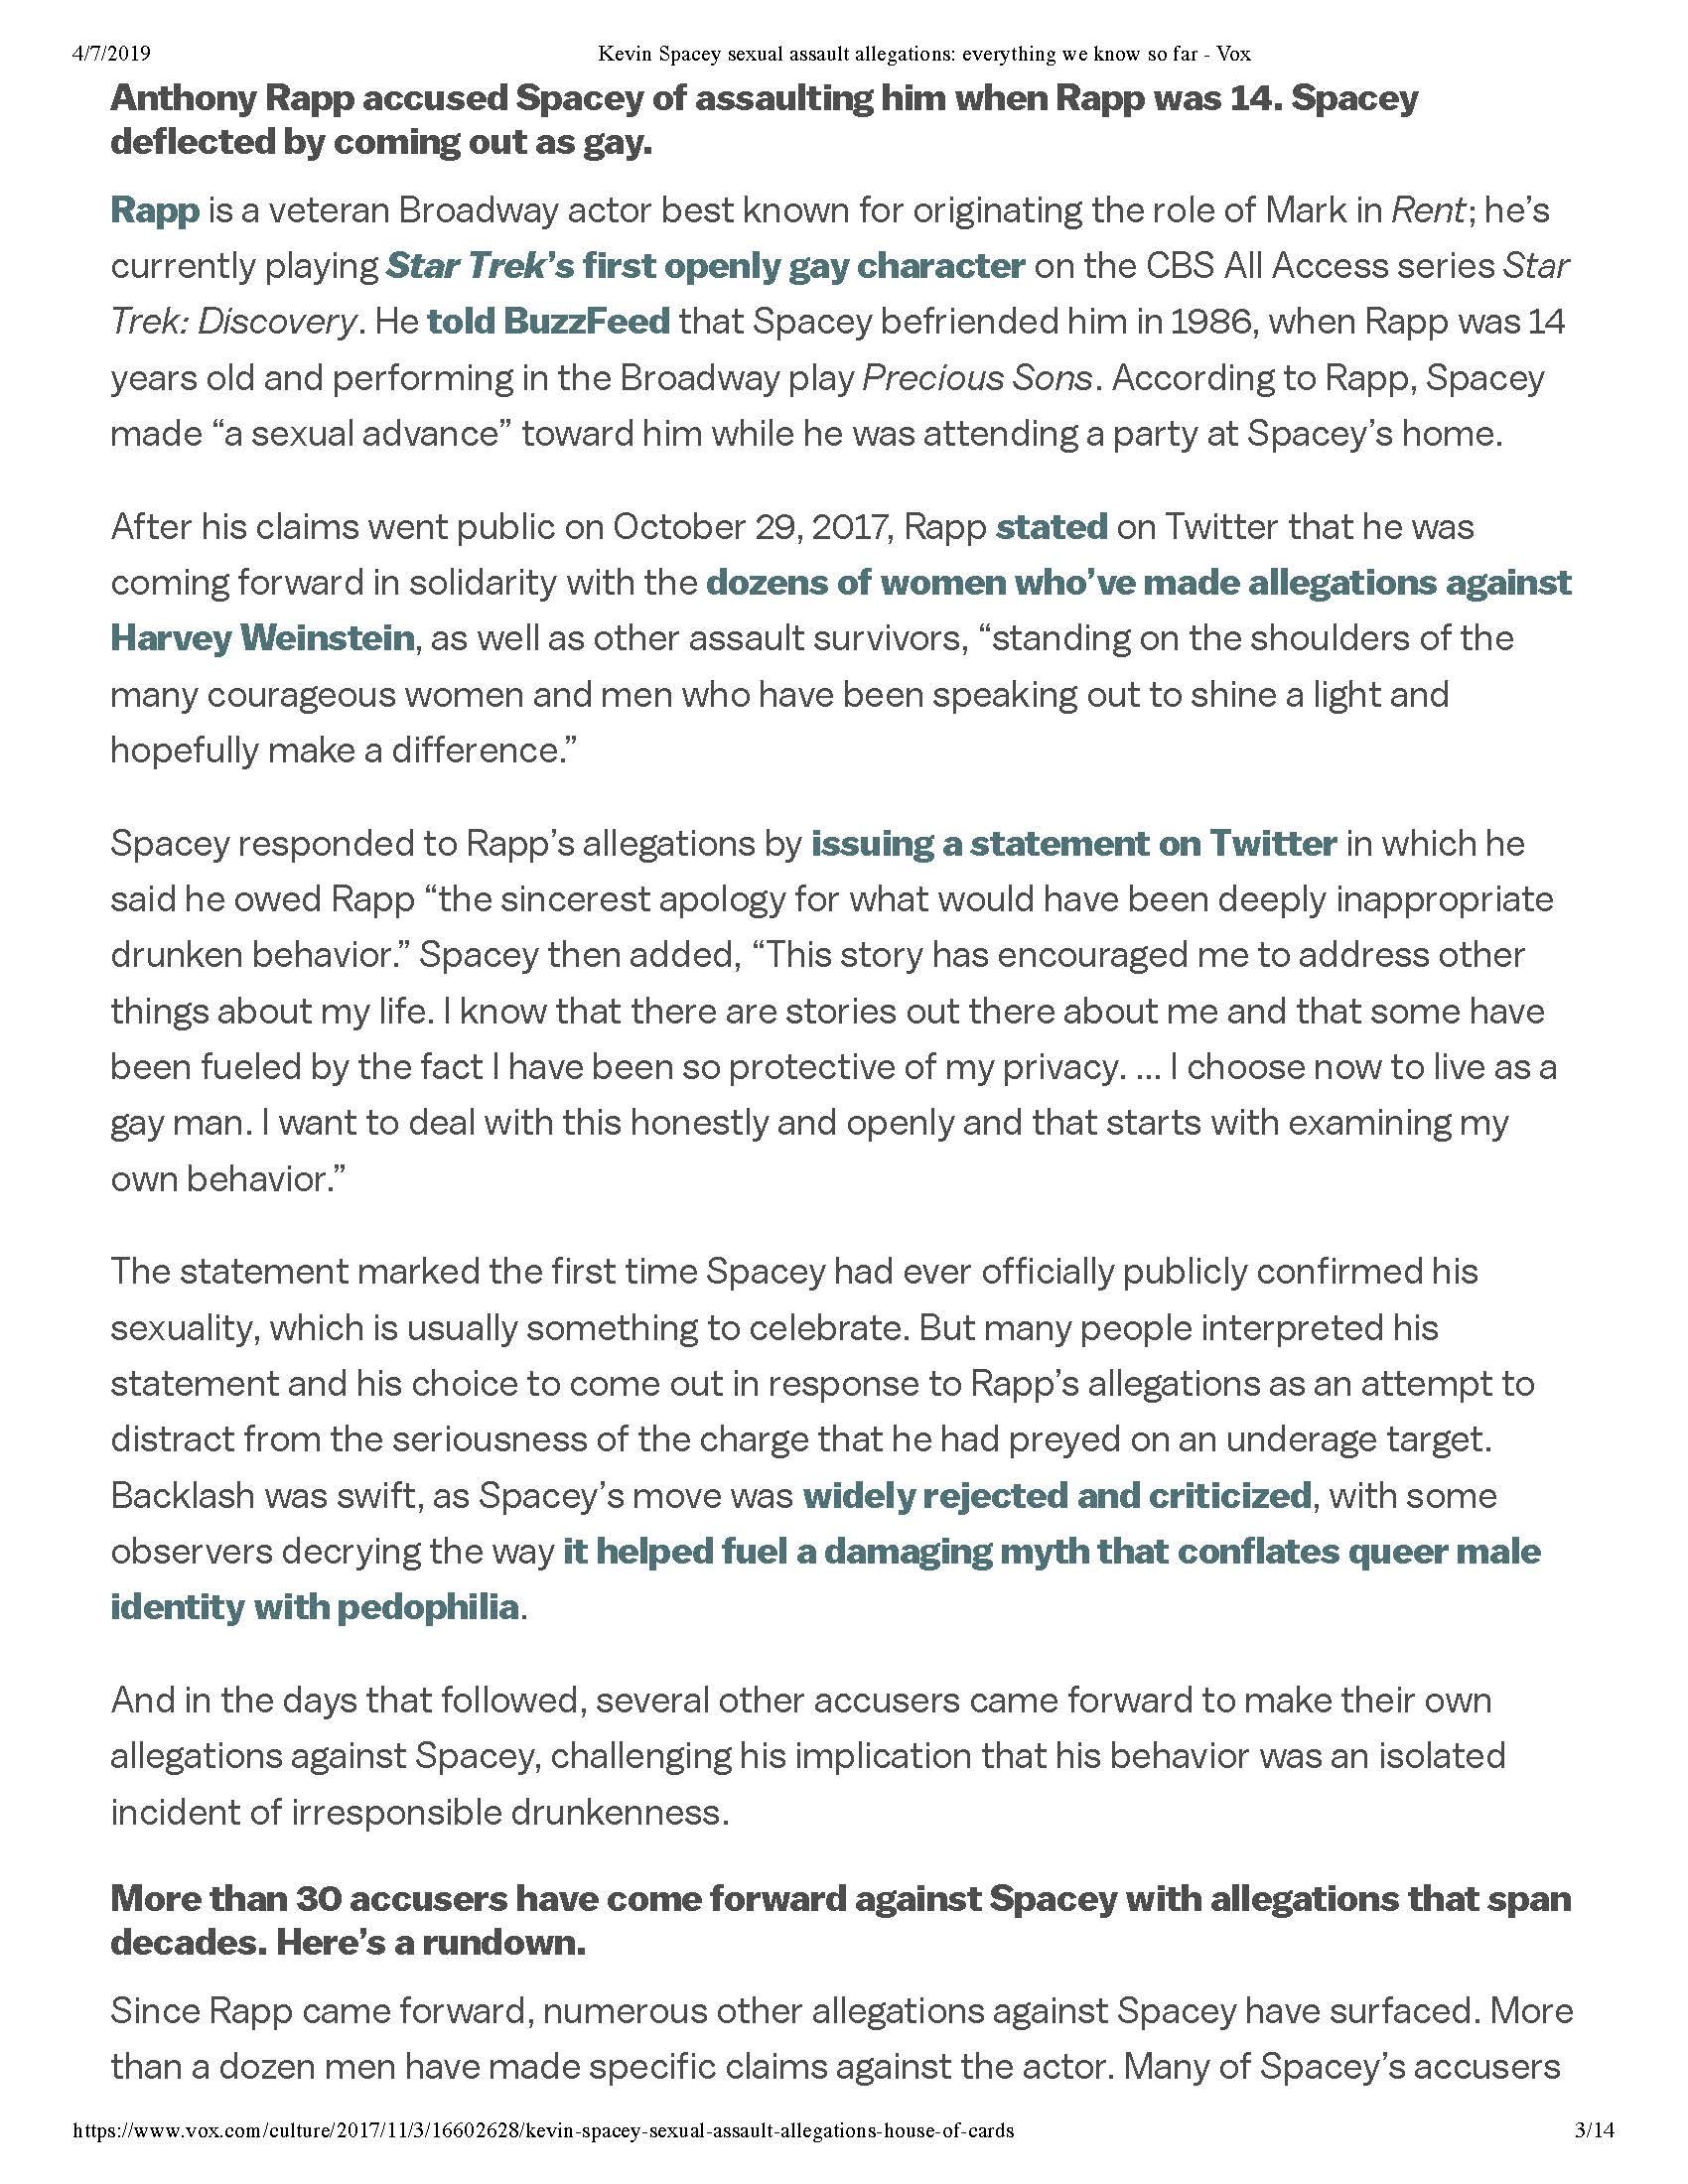 4/7/2019 Kevin Spacey sexual assault allegations: everything we know so far - Vox
Anthony Rapp accused Spacey of assaulting him when Rapp was 14. Spacey
deflected by coming out as gay.
Rapp is a veteran Broadway actor best known for originating the role of Mark in Rent; he’s
currently playing Star Trek’s first openly gay character on the CBS All Access series Star
Trek: Discovery. He told BuzzFeed that Spacey befriended him in 1986, when Rapp was 14
years old and performing in the Broadway play Precious Sons. According to Rapp, Spacey
made “a sexual advance” toward him while he was attending a party at Spacey’s home.
After his claims went public on October 29, 2017, Rapp stated on Twitter that he was
coming forward in solidarity with the dozens of women who’ve made allegations against
Harvey Weinstein, as well as other assault survivors, “standing on the shoulders of the
many courageous women and men who have been speaking out to shine a light and
hopefully make a difference.”
Spacey responded to Rapp’s allegations by issuing a statement on Twitter in which he
said he owed Rapp “the sincerest apology for what would have been deeply inappropriate
drunken behavior.” Spacey then added, “This story has encouraged me to address other
things about my life. I know that there are stories out there about me and that some have
been fueled by the fact I have been so protective of my privacy. ... I choose now to live as a
gay man. I want to deal with this honestly and openly and that starts with examining my
own behavior.”
The statement marked the first time Spacey had ever officially publicly confirmed his
sexuality, which is usually something to celebrate. But many people interpreted his
statement and his choice to come out in response to Rapp’s allegations as an attempt to
distract from the seriousness of the charge that he had preyed on an underage target.
Backlash was swift, as Spacey’s move was widely rejected and criticized, with some
observers decrying the way it helped fuel a damaging myth that conflates queer male
identity with pedophilia.
And in the days that followed, several other accusers came forward to make their own
allegations against Spacey, challenging his implication that his behavior was an isolated
incident of irresponsible drunkenness.
More than 30 accusers have come forward against Spacey with allegations that span
decades. Here’s a rundown.
Since Rapp came forward, numerous other allegations against Spacey have surfaced. More
than a dozen men have made specific claims against the actor. Many of Spacey’s accusers
https://www.vox.com/culture/2017/11/3/16602628/kevin-spacey-sexual-assault-allegations-house-of-cards 3/14